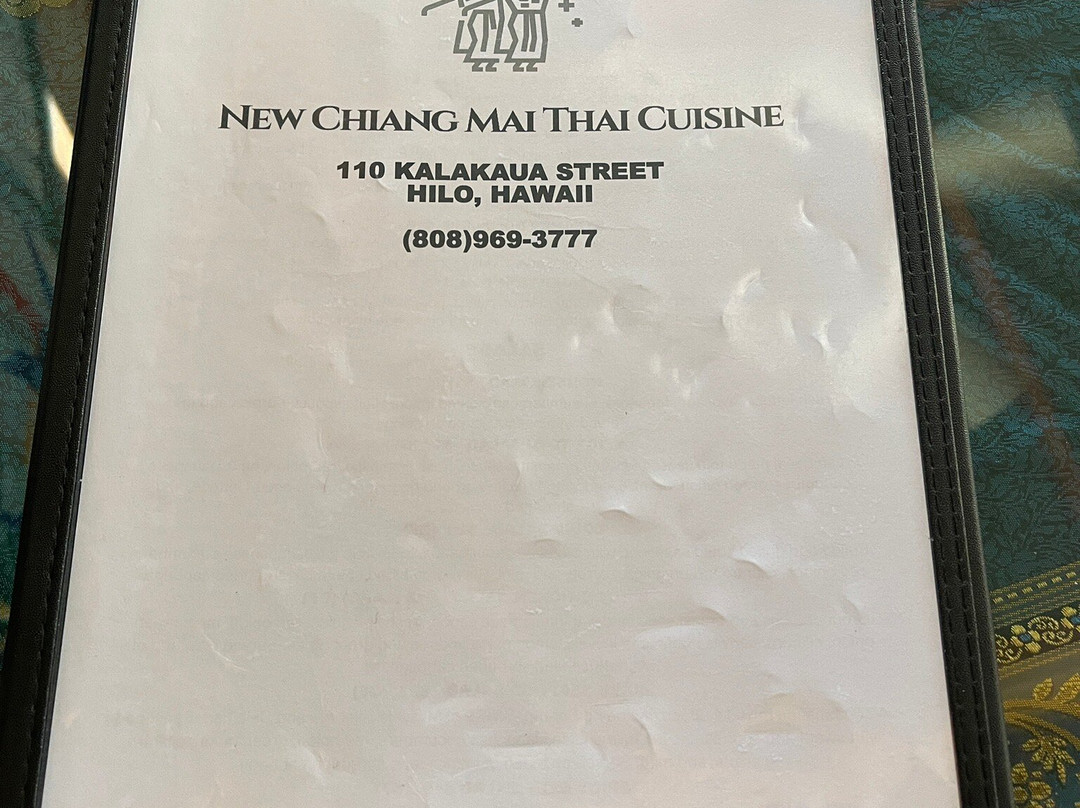 New Chiang Mai Thai Cuisine
110 KALAKAUA STREET
HILO, HAWAII
(808)969-3777